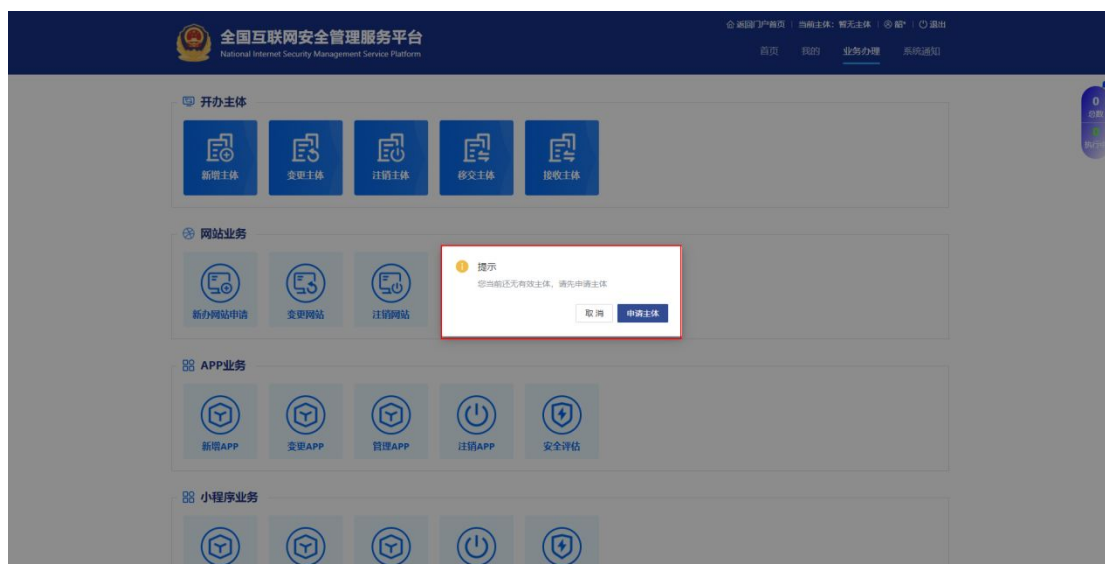 全国互联网安全管理服务平台
National Internet Security Management Service Platform
返回门户首页 当前主体：暂无主体 退出
首页 我的 业务办理 系统通知
0
总数
开办主体
新增主体 变更主体 注销主体 移交主体 接收主体
网站业务
新办网站申请 变更网站 注销网站
提示
您当前还无有效主体，请先申请主体
取消 申请主体
APP业务
新增APP 变更APP 管理APP 注销APP 安全评估
小程序业务